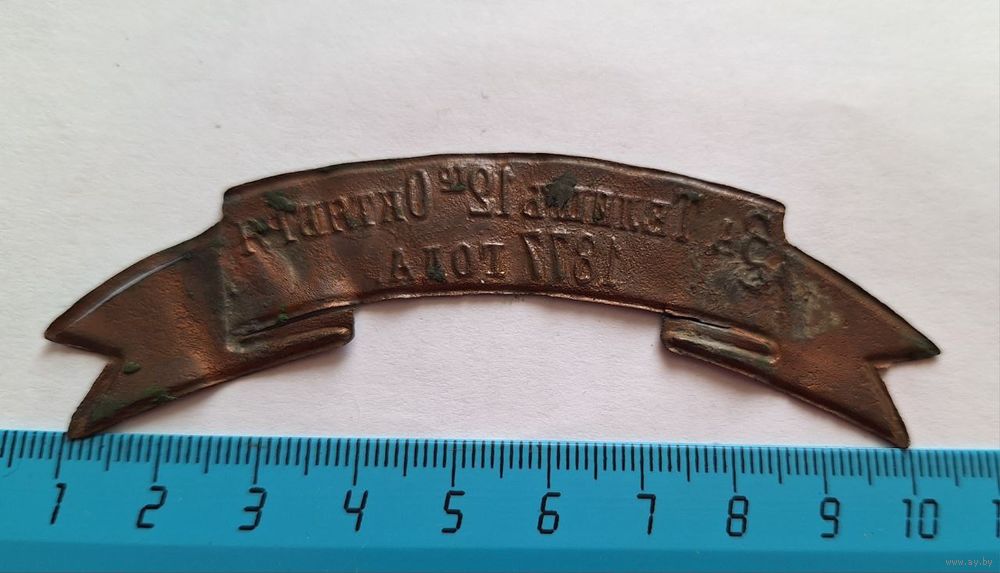 За Телишъ 12го Октября
1877 года
1 2 3 4 5 6 7 8 9 10
www.ay.by